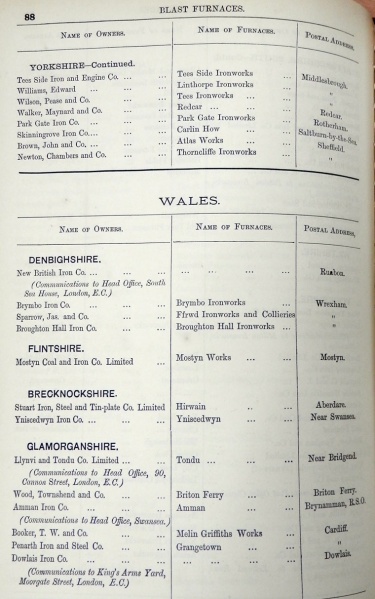 88 BLAST FURNACES.
NAME OF OWNERS. NAME OF FURNACES. POSTAL ADDRESS.
YORKSHIRE—Continued.
Tees Side Iron and Engine Co. ... ... Tees Side Ironworks ... Middlesbrough.
Williams, Edward ... ... Linthorpe Ironworks ... "
Wilson, Pease and Co. ... ... Tees Ironworks ... ... "
Walker, Maynard and Co. ... ... Redcar ... ... ... Redcar.
Park Gate Iron Co. ... ... Park Gate Ironworks ... Rotherham.
Skinningrove Iron Co.... ... ... Carlin How ... ... Saltburn-by-the-Sea.
Brown, John and Co. ... ... ... Atlas Works ... ... Sheffield.
Newton, Chambers and Co. ... ... Thorncliffe Ironworks ... "
WALES.
NAME OF OWNERS. NAME OF FURNACES. POSTAL ADDRESS.
DENBIGHSHIRE.
New British Iron Co. ... ... ... ... ... ... ... Ruabon.
(Communications to Head Office, South
Sea House, London, E.C.)
Brymbo Iron Co. ... ... ... Brymbo Ironworks ... Wrexham.
Sparrow, Jas. and Co. ... ... Ffrwd Ironworks and Collieries "
Broughton Hall Iron Co. ... ... Broughton Hall Ironworks ... "
FLINTSHIRE.
Mostyn Coal and Iron Co. Limited ... Mostyn Works ... ... Mostyn.
BRECKNOCKSHIRE.
Stuart Iron, Steel and Tin-plate Co. Limited Hirwain .. ... Aberdare.
Yniscedwyn Iron Co. ... ... ... Yniscedwyn ... ... Near Swansea.
GLAMORGANSHIRE.
Llynvi and Tondu Co. Limited ... ... Tondu ... ... ... Near Bridgend.
(Communications to Head Office, 90,
Cannon Street, London, E.C.)
Wood, Townshend and Co. ... ... Briton Ferry ... ... Briton Ferry.
Amman Iron Co. ... ... ... Amman ... ... Brynamman, R.S.O.
(Communications to Head Office, Swansea.)
Booker, T. W. and Co. ... ... Melin Griffiths Works ... Cardiff.
Penarth Iron and Steel Co. ... ... Grangetown ... ... "
Dowlais Iron Co. ... ... ... ... ... ... ... Dowlais.
(Communications to King's Arms Yard,
Moorgate Street, London, E.C.)